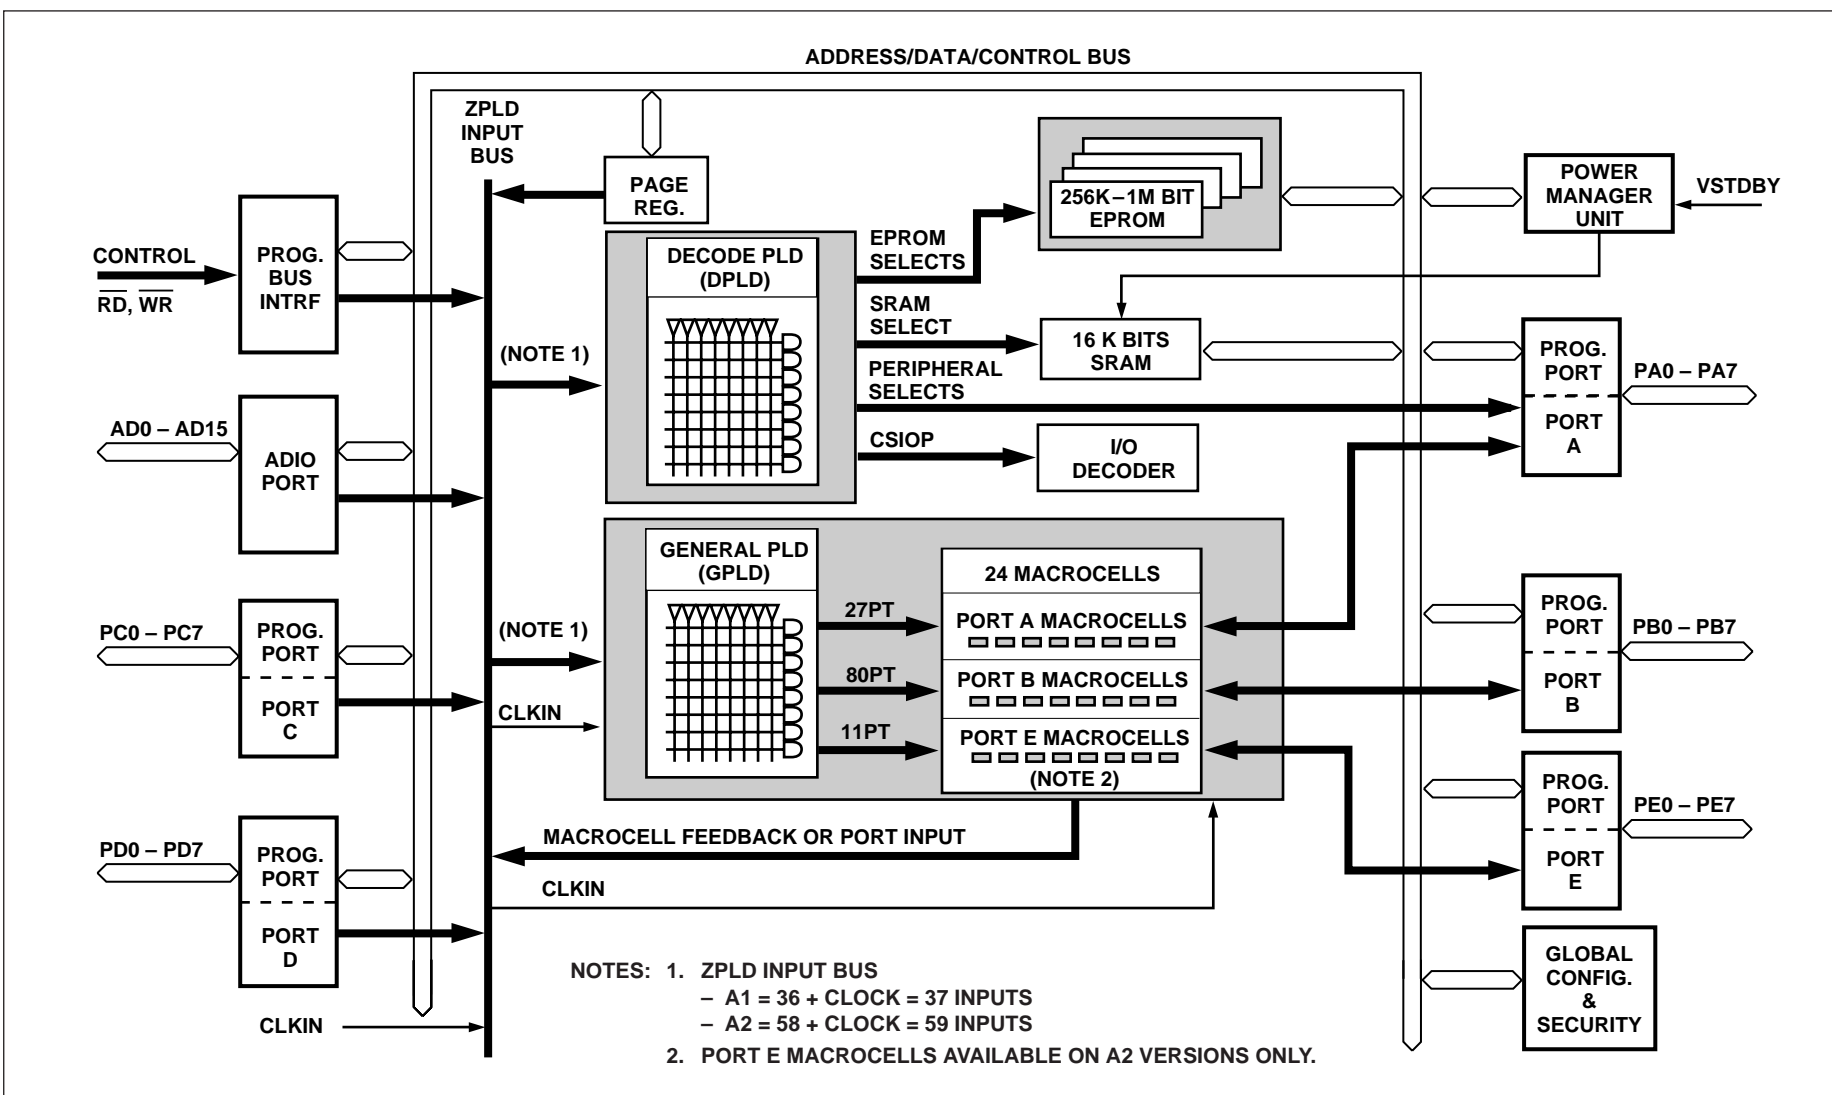 ADDRESS/DATA/CONTROL BUS
ZPLD
INPUT
BUS
PAGE
REG.
256K–1M BIT
EPROM
POWER
MANAGER
UNIT
VSTDBY
CONTROL
RD, WR
PROG.
BUS
INTRF
DECODE PLD
(DPLD)
EPROM
SELECTS
SRAM
SELECT
16 K BITS
SRAM
(NOTE 1)
PERIPHERAL
SELECTS
CSIOP
I/O
DECODER
PROG.
PORT
PORT
A
PA0 – PA7
AD0 – AD15
ADIO
PORT
GENERAL PLD
(GPLD)
24 MACROCELLS
27PT
PORT A MACROCELLS
80PT
PORT B MACROCELLS
11PT
PORT E MACROCELLS
(NOTE 2)
PC0 – PC7
PROG.
PORT
PORT
C
(NOTE 1)
CLKIN
PROG.
PORT
PORT
B
PB0 – PB7
PROG.
PORT
PORT
E
PE0 – PE7
MACROCELL FEEDBACK OR PORT INPUT
CLKIN
PD0 – PD7
PROG.
PORT
PORT
D
CLKIN
GLOBAL
CONFIG.
&
SECURITY
NOTES: 1. ZPLD INPUT BUS
– A1 = 36 + CLOCK = 37 INPUTS
– A2 = 58 + CLOCK = 59 INPUTS
2. PORT E MACROCELLS AVAILABLE ON A2 VERSIONS ONLY.